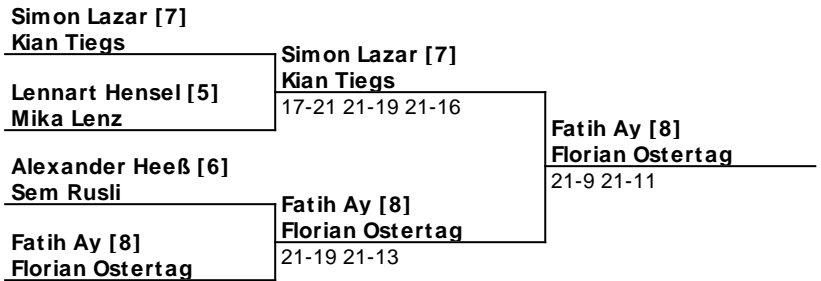 Simon Lazar [7]
Kian Tiegs
Lennart Hensel [5]
Mika Lenz
Alexander Heeß [6]
Sem Rusli
Fatih Ay [8]
Florian Ostertag
Simon Lazar [7]
Kian Tiegs
17-21 21-19 21-16
Fatih Ay [8]
Florian Ostertag
21-19 21-13
Fatih Ay [8]
Florian Ostertag
21-9 21-11